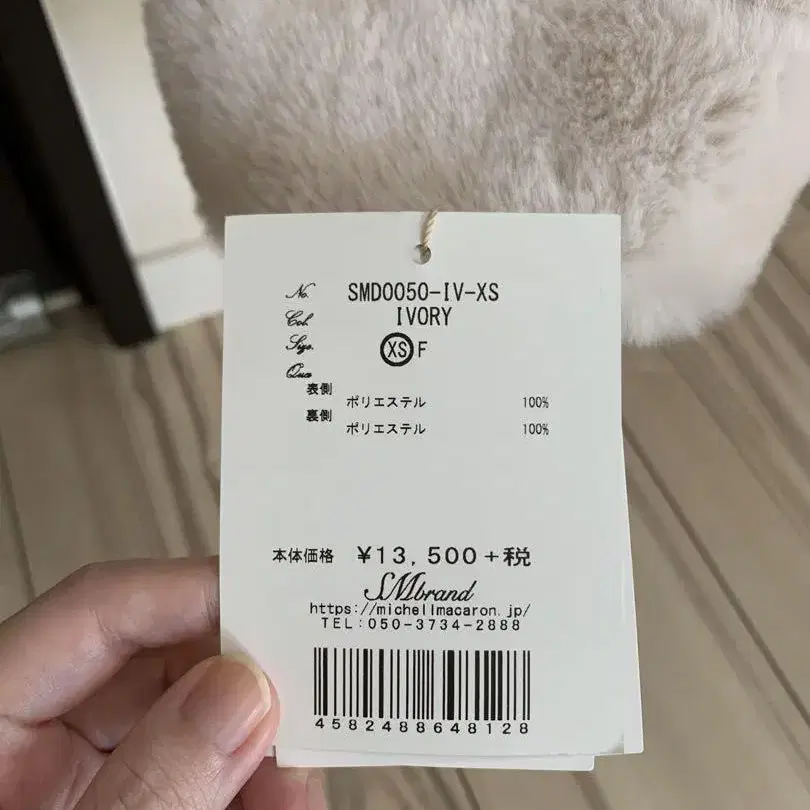 No. SMD0050-IV-XS
Col. IVORY
Size. XS F
Qua
表側
ポリエステル 100%
裏側
ポリエステル 100%
本体価格 ¥13,500+税
SMbrand
https://michellmacaron.jp/
TEL:050-3734-2888
4582488648128